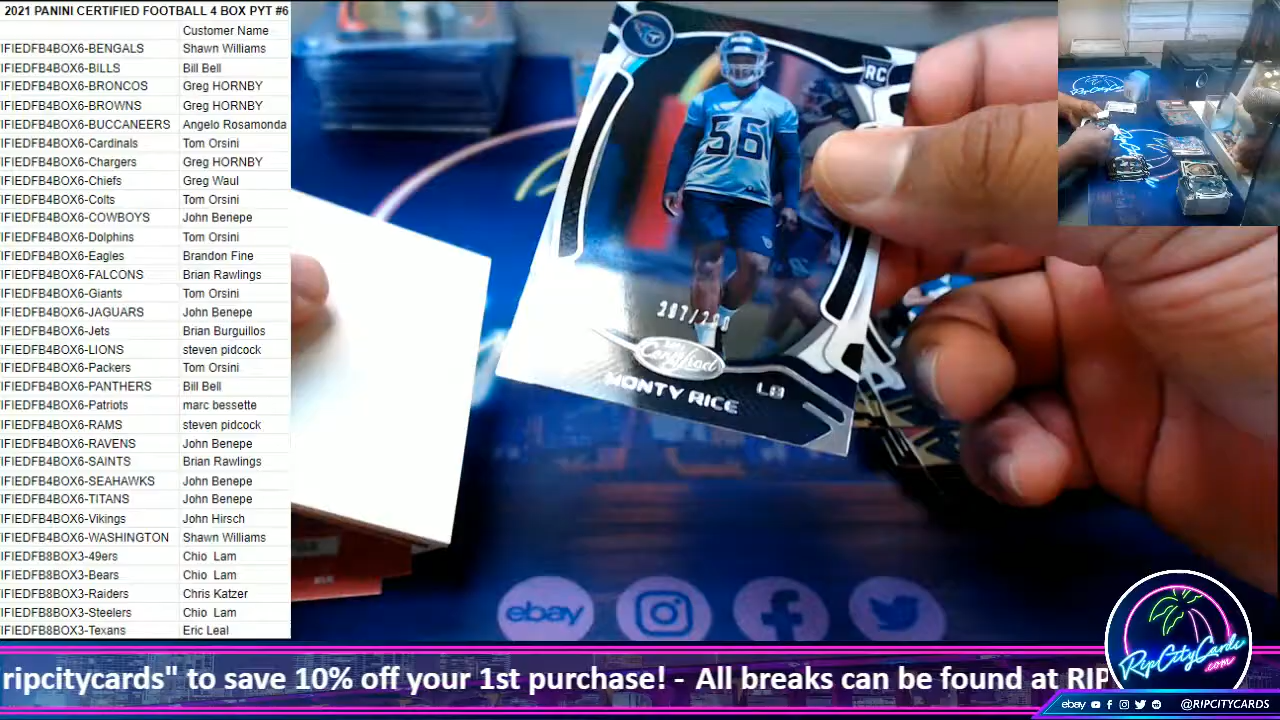 2021 PANINI CERTIFIED FOOTBALL 4 BOX PYT #6
Customer Name
IFIEDFB4BOX6-BENGALS Shawn Williams
IFIEDFB4BOX6-BILLS Bill Bell
IFIEDFB4BOX6-BRONCOS Greg HORNBY
IFIEDFB4BOX6-BROWNS Greg HORNBY
IFIEDFB4BOX6-BUCCANEERS Angelo Rosamonda
IFIEDFB4BOX6-Cardinals Tom Orsini
IFIEDFB4BOX6-Chargers Greg HORNBY
IFIEDFB4BOX6-Chiefs Greg Waul
IFIEDFB4BOX6-Colts Tom Orsini
IFIEDFB4BOX6-COWBOYS John Benepe
IFIEDFB4BOX6-Dolphins Tom Orsini
IFIEDFB4BOX6-Eagles Brandon Fine
IFIEDFB4BOX6-FALCONS Brian Rawlings
IFIEDFB4BOX6-Giants Tom Orsini
IFIEDFB4BOX6-JAGUARS John Benepe
IFIEDFB4BOX6-Jets Brian Burguillos
IFIEDFB4BOX6-LIONS steven pidcock
IFIEDFB4BOX6-Packers Tom Orsini
IFIEDFB4BOX6-PANTHERS Bill Bell
IFIEDFB4BOX6-Patriots marc bessette
IFIEDFB4BOX6-RAMS steven pidcock
IFIEDFB4BOX6-RAVENS John Benepe
IFIEDFB4BOX6-SAINTS Brian Rawlings
IFIEDFB4BOX6-SEAHAWKS John Benepe
IFIEDFB4BOX6-TITANS John Benepe
IFIEDFB4BOX6-Vikings John Hirsch
IFIEDFB4BOX6-WASHINGTON Shawn Williams
IFIEDFB8BOX3-49ers Chio Lam
IFIEDFB8BOX3-Bears Chio Lam
IFIEDFB8BOX3-Raiders Chris Katzer
IFIEDFB8BOX3-Steelers Chio Lam
IFIEDFB8BOX3-Texans Eric Leal
RC
56
Certified
MONTY RICE LB
ebay
RipCityCards
.com
ripcitycards" to save 10% off your 1st purchase! - All breaks can be found at RIP
ebay @RIPCITYCARDS